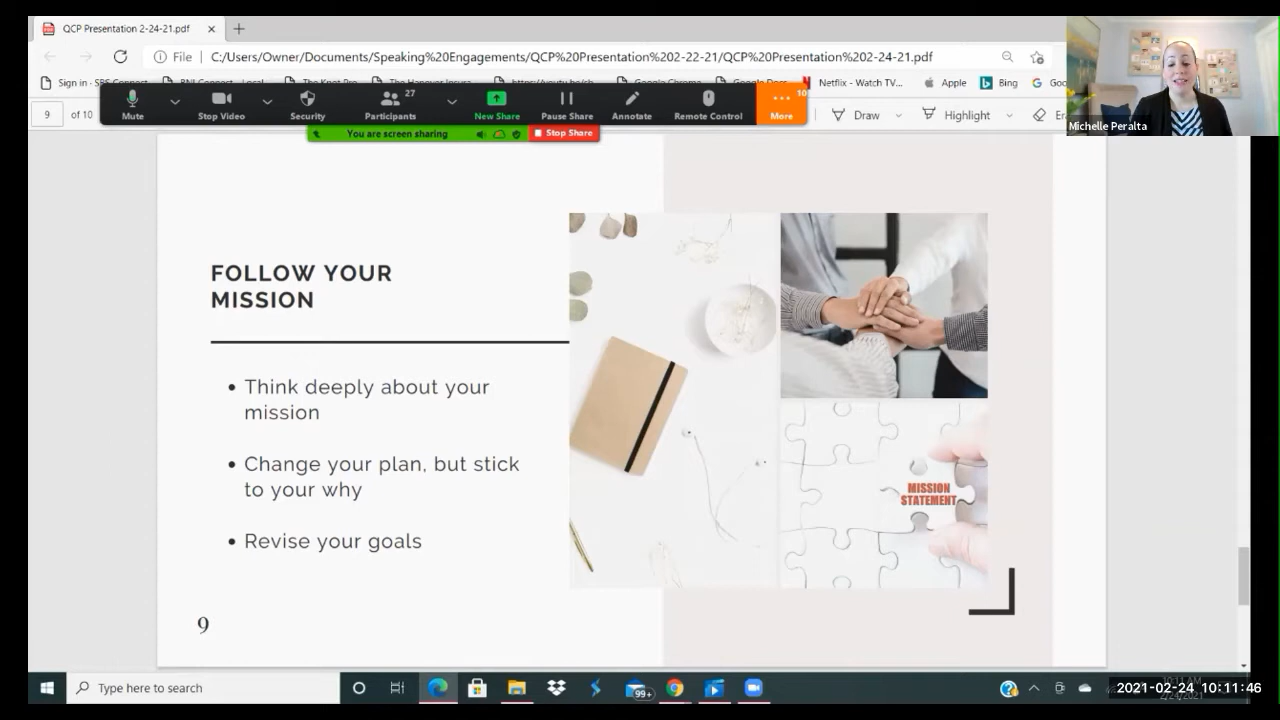 QCP Presentation 2-24-21.pdf
File
C:/Users/Owner/Documents/Speaking%20Engagements/QCP%20Presentation%202-22-21/QCP%20Presentation%202-24-21.pdf
Netflix - Watch TV...
Apple
Bing
9
of 10
Mute
Stop Video
Security
27
Participants
New Share
Pause Share
Annotate
Remote Control
More
Draw
Highlight
You are screen sharing
Stop Share
Michelle Peralta
FOLLOW YOUR
MISSION
• Think deeply about your
mission
• Change your plan, but stick
to your why
• Revise your goals
MISSION
STATEMENT
9
Type here to search
99+
2021-02-24 10:11:46